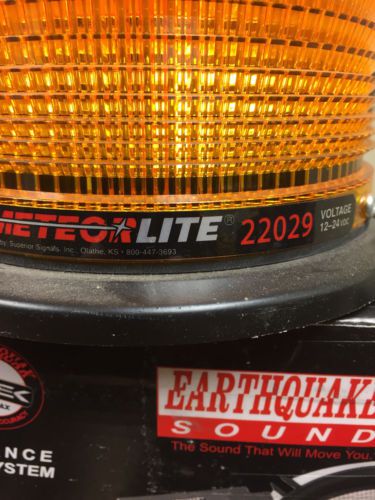 METEORLITE® 22029 VOLTAGE
12-24VDC
by Superior Signals, Inc. Olathe, KS • 800-447-3693
EARTHQUAKE
SOUND
The Sound That Will Move You.
ANCE
SYSTEM